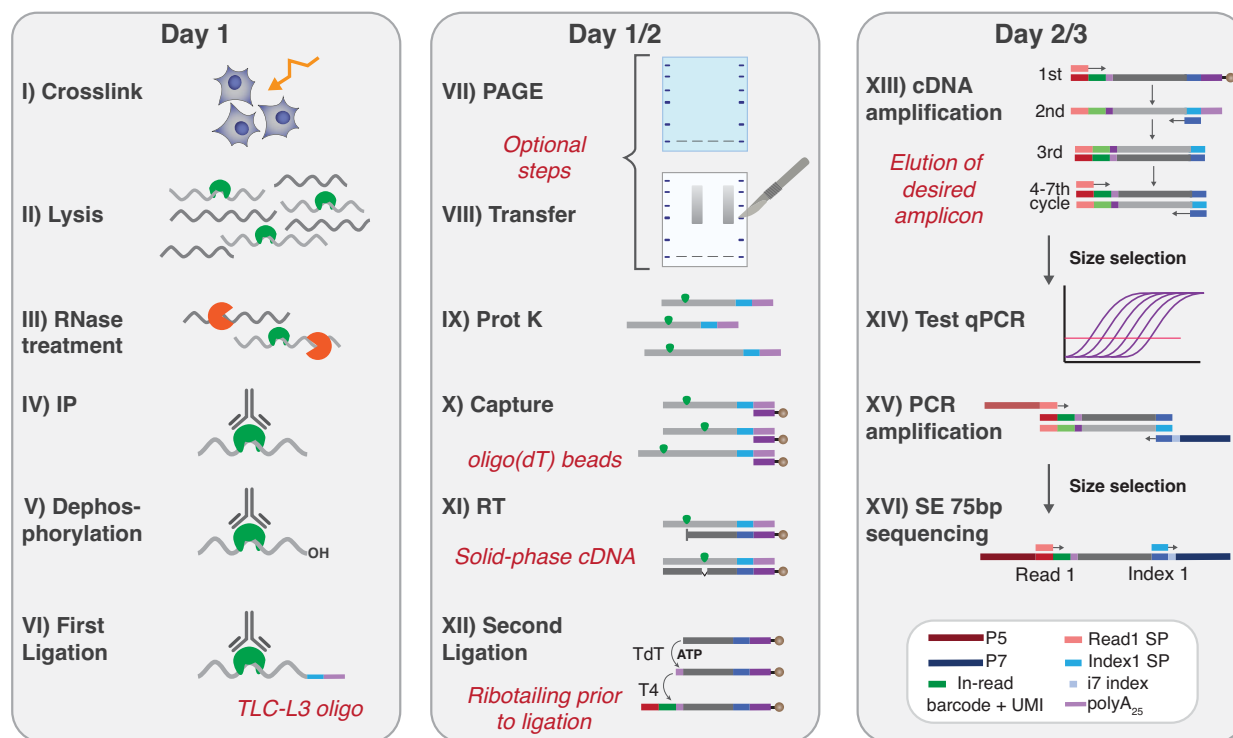 Day 1
I) Crosslink
II) Lysis
III) RNase
treatment
IV) IP
V) Dephos-
phorylation
OH
VI) First
Ligation
TLC-L3 oligo
Day 1/2
VII) PAGE
Optional
steps
VIII) Transfer
IX) Prot K
X) Capture
oligo(dT) beads
XI) RT
Solid-phase cDNA
XII) Second
Ligation
TdT
ATP
T4
Ribotailing prior
to ligation
Day 2/3
XIII) cDNA
amplification
1st
2nd
3rd
4-7th
cycle
Elution of
desired
amplicon
Size selection
XIV) Test qPCR
XV) PCR
amplification
Size selection
XVI) SE 75bp
sequencing
Read 1
Index 1
P5
Read1 SP
P7
Index1 SP
In-read
barcode + UMI
i7 index
polyA25